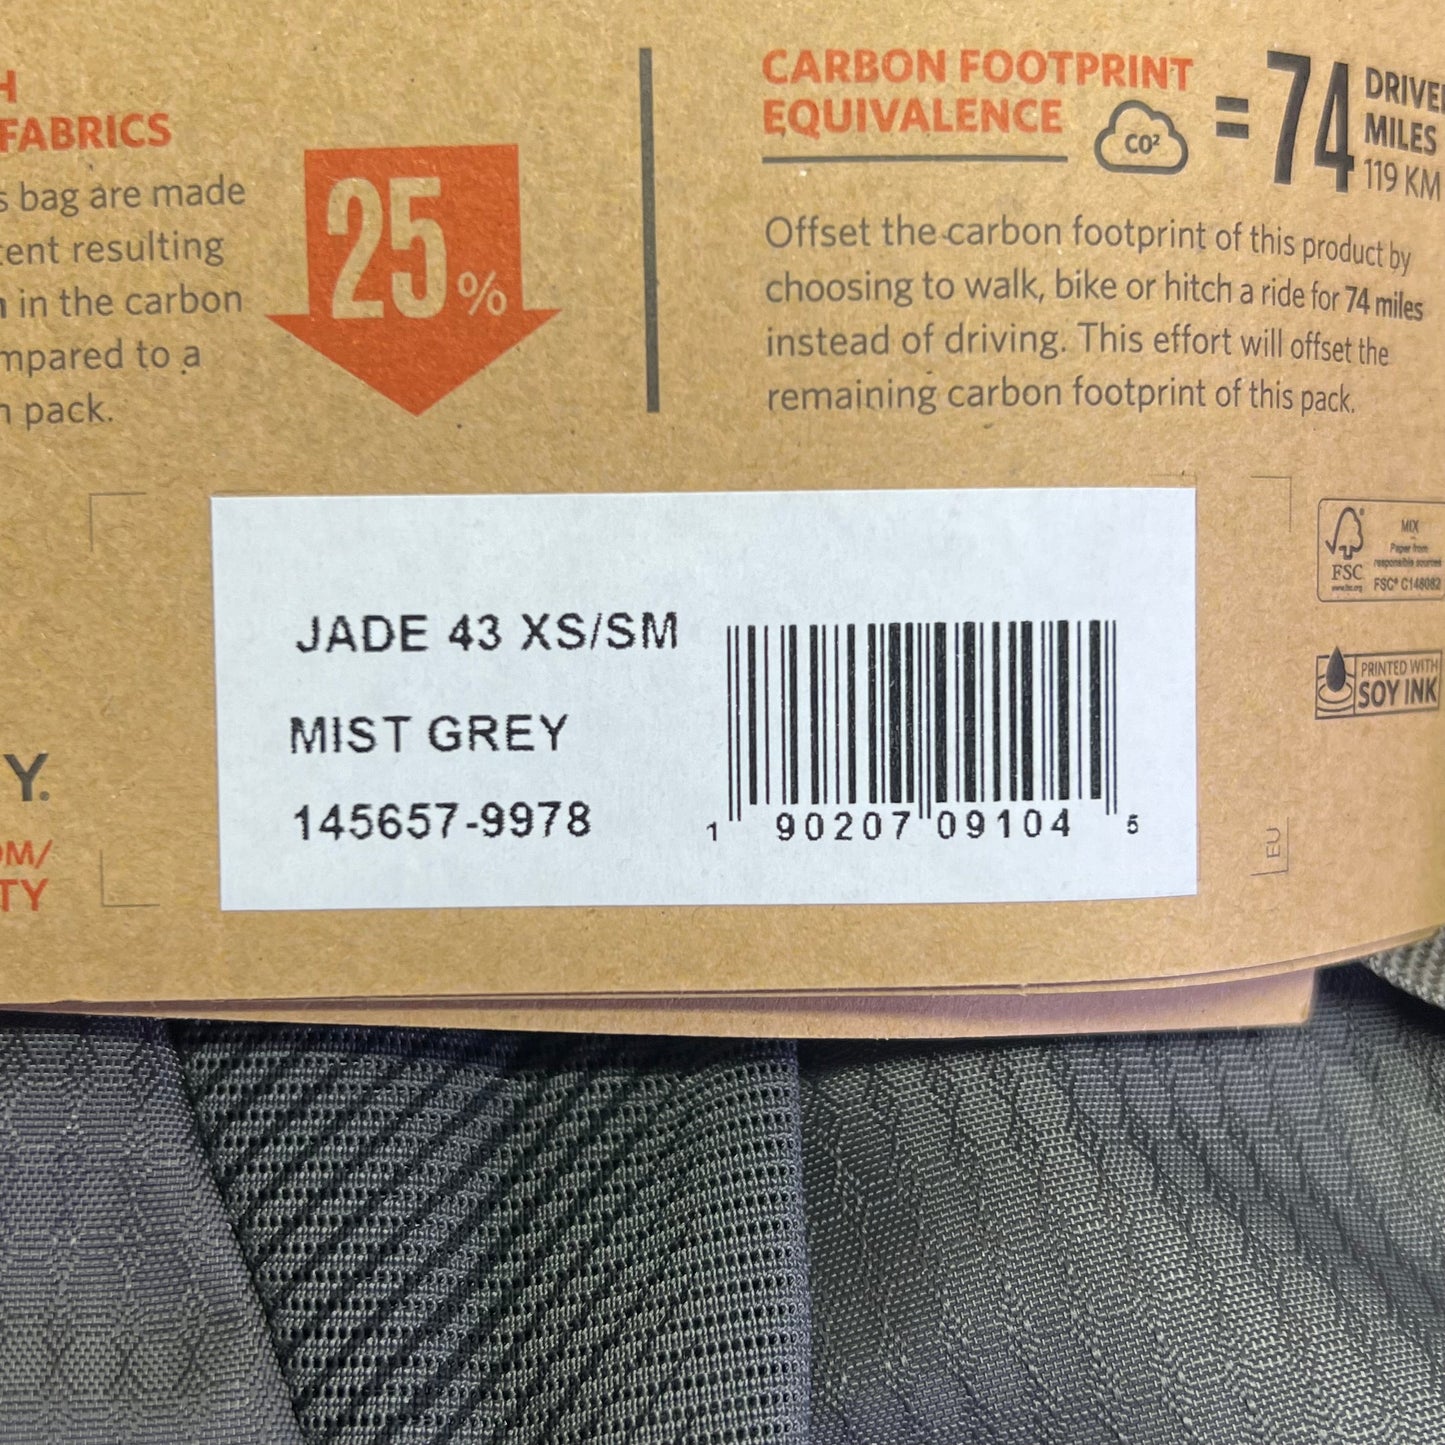 H
FABRICS
s bag are made
tent resulting
n in the carbon
mpared to a
n pack.
25%
CARBON FOOTPRINT
EQUIVALENCE
CO²
= 74
DRIVE
MILES
119 KM
Offset the carbon footprint of this product by
choosing to walk, bike or hitch a ride for 74 miles
instead of driving. This effort will offset the
remaining carbon footprint of this pack.
JADE 43 XS/SM
MIST GREY
145657-9978
1 90207 09104 5
Y.
OM/
TY
EU
FSC
MIX
Paper from
responsible sources
FSC® C148082
PRINTED WITH
SOY INK